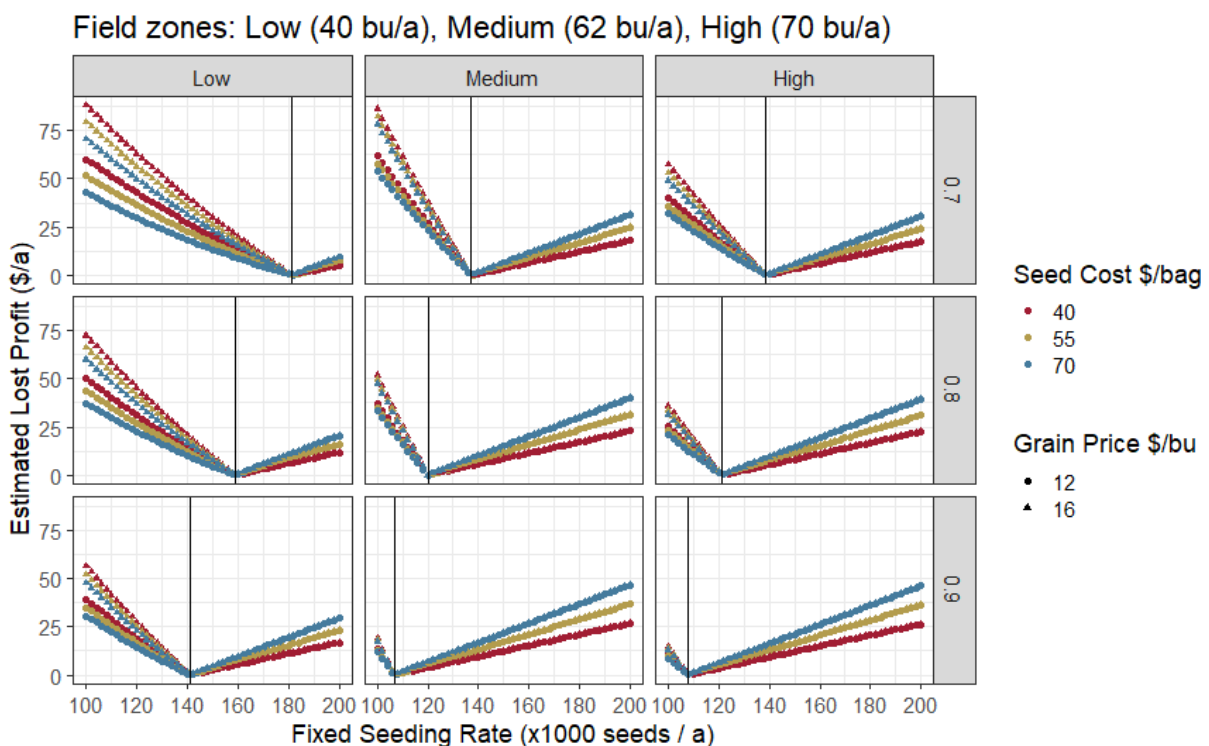 Field zones: Low (40 bu/a), Medium (62 bu/a), High (70 bu/a)
Low Medium High
Estimated Lost Profit ($/a)
75
50
25
0
0.7
75
50
25
0
0.8
75
50
25
0
0.9
100 120 140 160 180 200 100 120 140 160 180 200 100 120 140 160 180 200
Fixed Seeding Rate (x1000 seeds / a)
Seed Cost $/bag
40
55
70
Grain Price $/bu
12
16